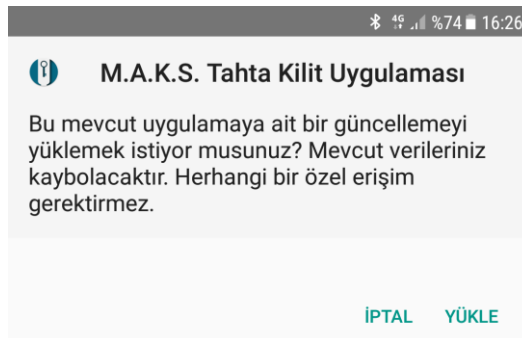 4G %74 16:26
M.A.K.S. Tahta Kilit Uygulaması
Bu mevcut uygulamaya ait bir güncellemeyi
yüklemek istiyor musunuz? Mevcut verileriniz
kaybolacaktır. Herhangi bir özel erişim
gerektirmez.
İPTAL YÜKLE